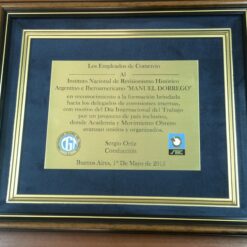 Los Empleados de Comercio
Al
Instituto Nacional de Revisionismo Histórico
Argentino e Iberoamericano "MANUEL DORREGO"
en reconocimiento a la formación brindada
hacia los delegados de comisiones internas,
con motivo del Día Internacional del Trabajo
por un proyecto de país inclusivo,
donde Academia y Movimiento Obrero
avanzan unidos y organizados.
Sergio Ortiz
Conducción
Buenos Aires, 1º de Mayo de